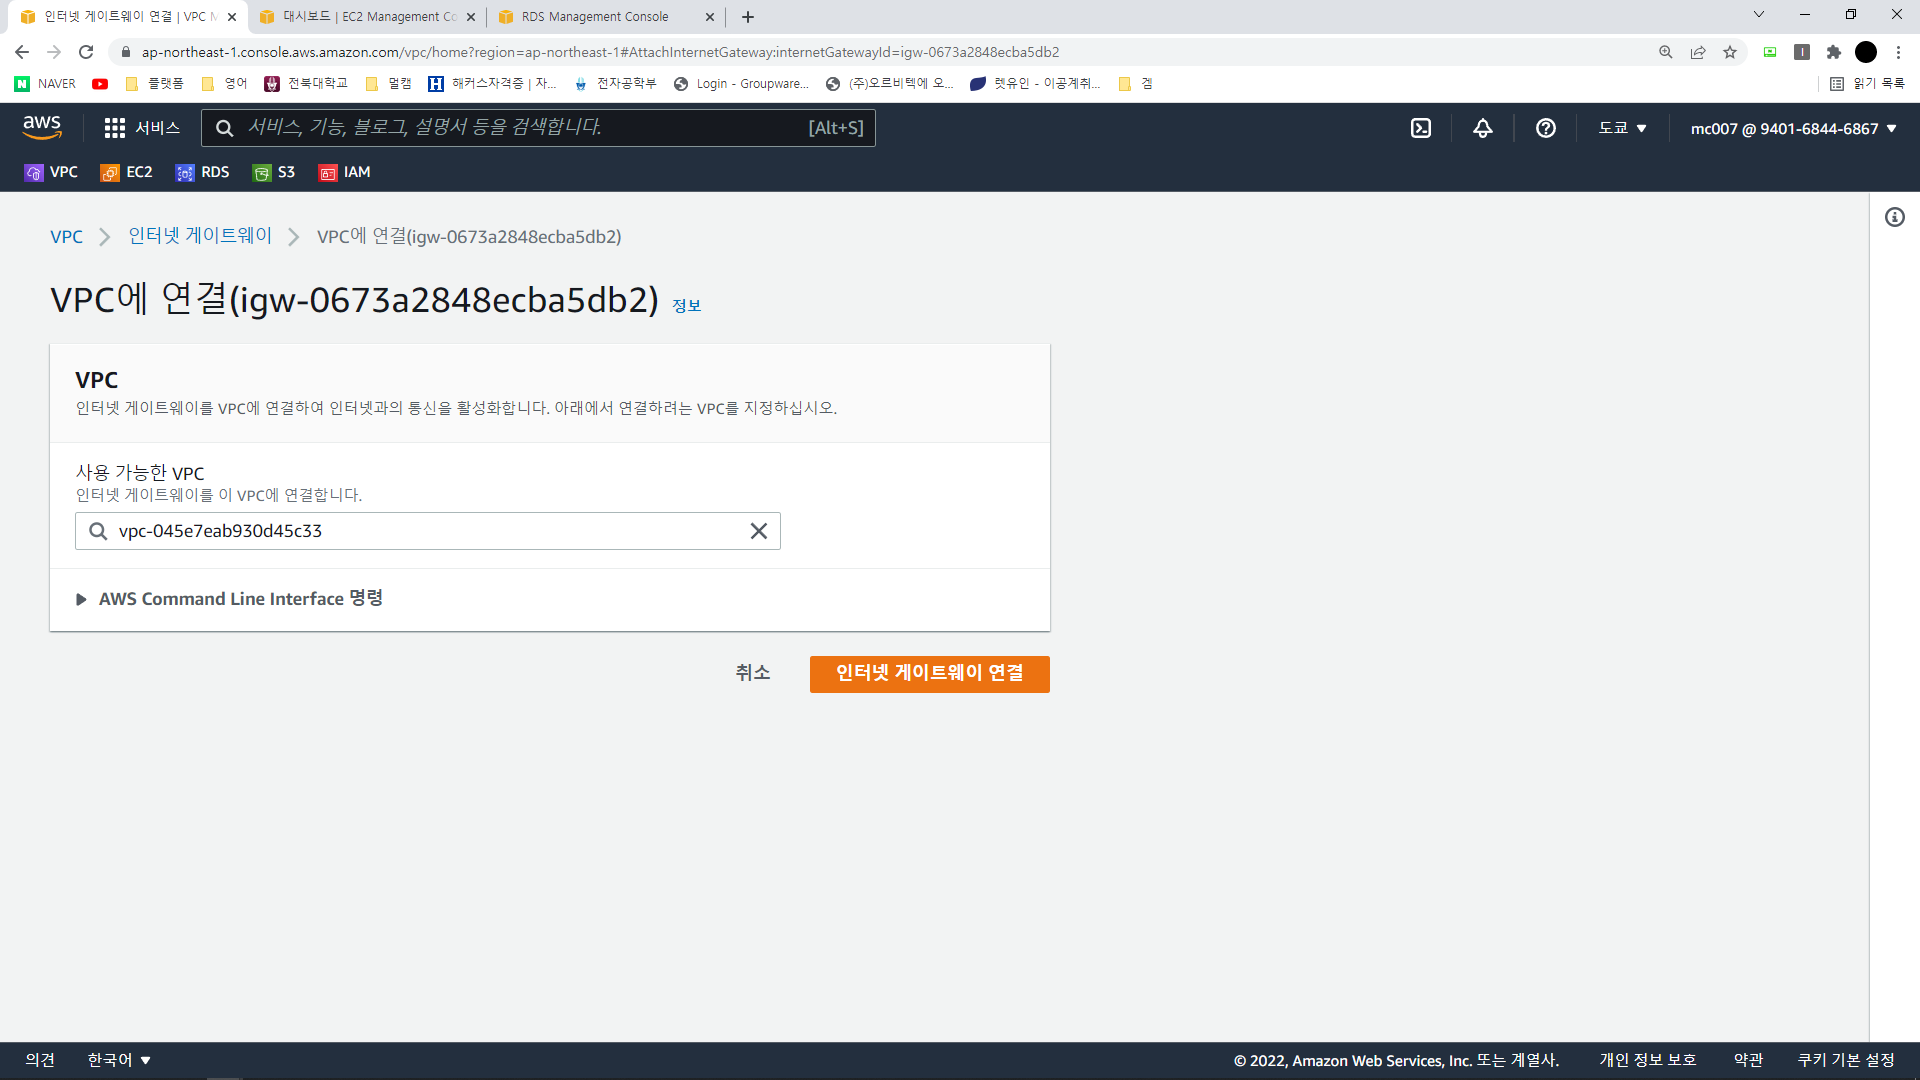 인터넷 게이트웨이 연결 | VPC M
대시보드 | EC2 Management Co
RDS Management Console
ap-northeast-1.console.aws.amazon.com/vpc/home?region=ap-northeast-1#AttachInternetGateway:internetGatewayId=igw-0673a2848ecba5db2
NAVER
플랫폼
영어
전북대학교
멀캠
해커스자격증 | 자...
전자공학부
Login - Groupware...
(주)오르비텍에 오...
렛유인 - 이공계취...
겜
읽기 목록
aws
서비스
서비스, 기능, 블로그, 설명서 등을 검색합니다.
[Alt+S]
도쿄
mc007 @ 9401-6844-6867
VPC
EC2
RDS
S3
IAM
VPC
인터넷 게이트웨이
VPC에 연결(igw-0673a2848ecba5db2)
VPC에 연결(igw-0673a2848ecba5db2) 정보
VPC
인터넷 게이트웨이를 VPC에 연결하여 인터넷과의 통신을 활성화합니다. 아래에서 연결하려는 VPC를 지정하십시오.
사용 가능한 VPC
인터넷 게이트웨이를 이 VPC에 연결합니다.
vpc-045e7eab930d45c33
AWS Command Line Interface 명령
취소
인터넷 게이트웨이 연결
의견
한국어
© 2022, Amazon Web Services, Inc. 또는 계열사.
개인 정보 보호
약관
쿠키 기본 설정